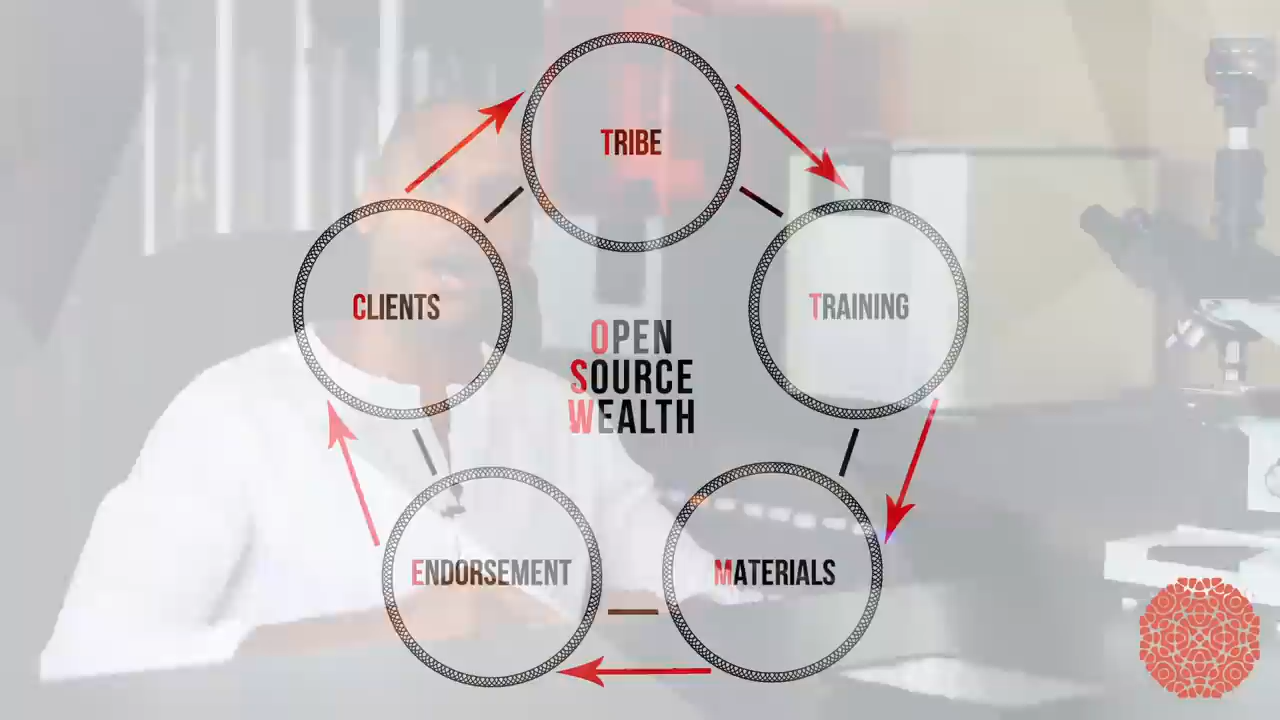 TRIBE
CLIENTS
TRAINING
OPEN
SOURCE
WEALTH
ENDORSEMENT
MATERIALS